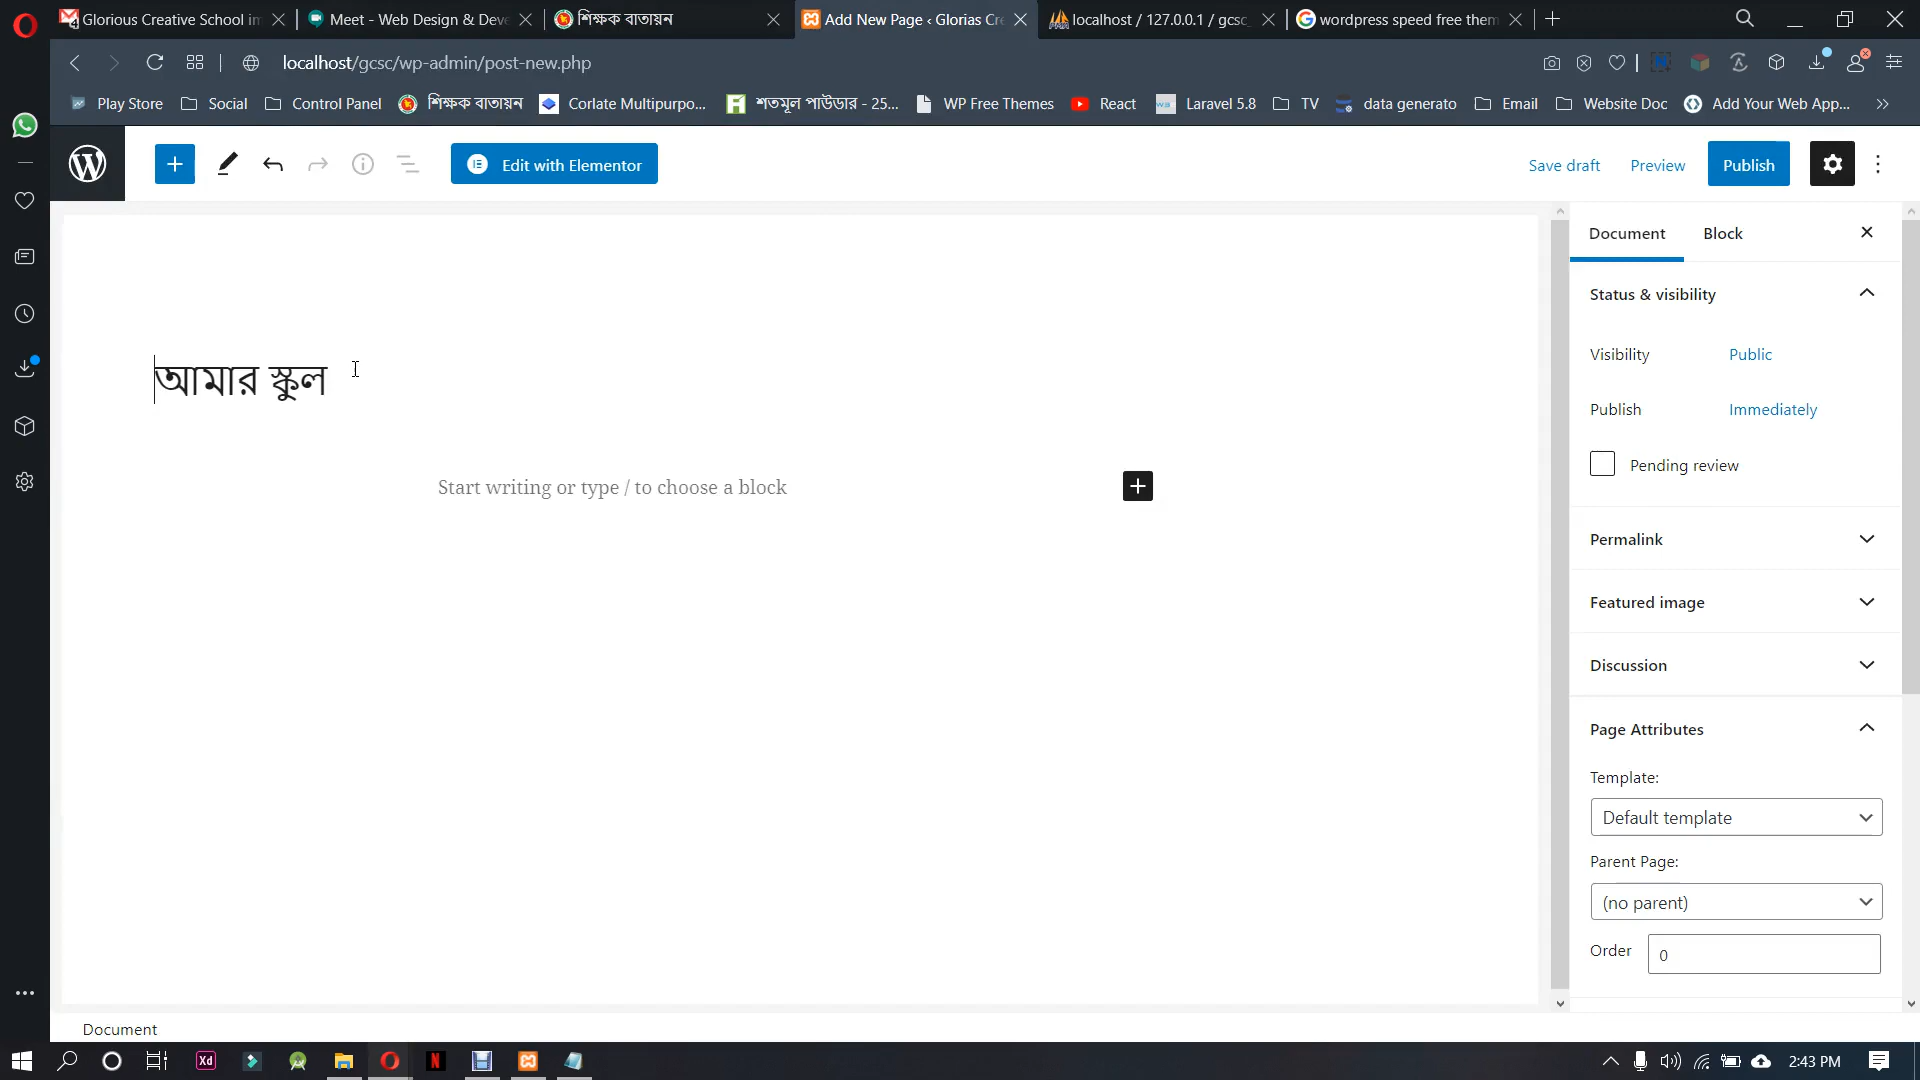 Glorious Creative School in
Meet - Web Design & Deve
শিক্ষক বাতায়ন
Add New Page ‹ Glorias Cre
localhost / 127.0.0.1 / gcsc_
wordpress speed free them
localhost/gcsc/wp-admin/post-new.php
Play Store
Social
Control Panel
শিক্ষক বাতায়ন
Corlate Multipurpo...
শতমূল পাউডার - 25...
WP Free Themes
React
Laravel 5.8
TV
data generato
Email
Website Doc
Add Your Web App...
Edit with Elementor
Save draft
Preview
Publish
Document
Block
Status & visibility
Visibility
Public
Publish
Immediately
Pending review
Permalink
Featured image
Discussion
Page Attributes
Template:
Default template
Parent Page:
(no parent)
Order
0
আমার স্কুল
Start writing or type / to choose a block
Document
Xd
2:43 PM